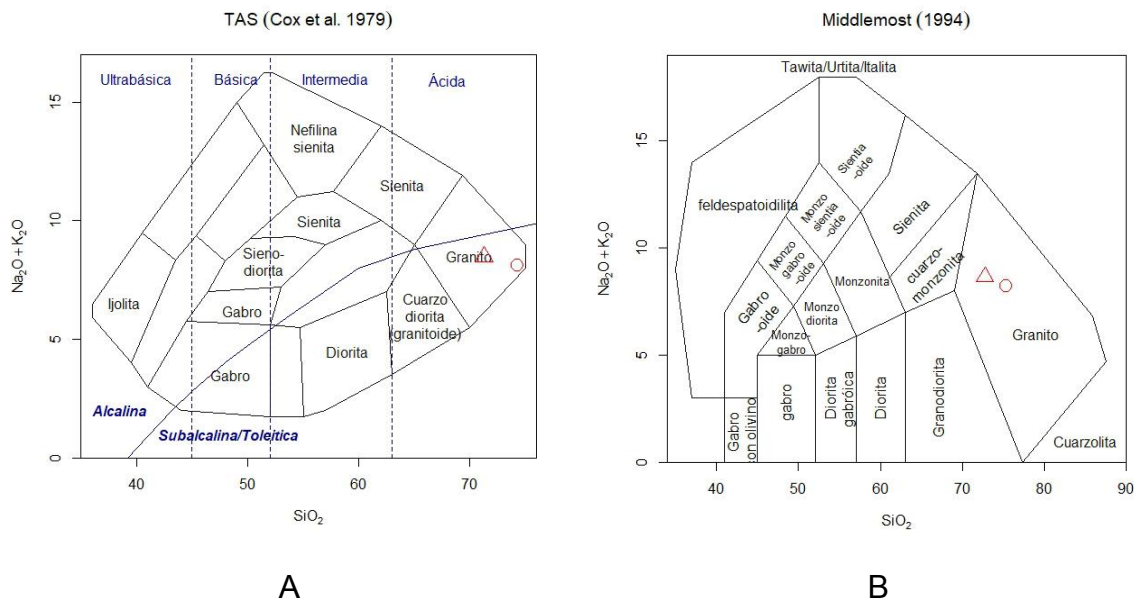 TAS (Cox et al. 1979)
Ultrabásica
Básica
Intermedia
Ácida
Nefilina
sienita
Sienita
Sienita
Sieno-
diorita
Granito
Ijolita
Gabro
Cuarzo
diorita
(granitoide)
Diorita
Gabro
Alcalina
Subalcalina/Toleitica
Na₂O + K₂O
0
5
10
15
40
50
60
70
SiO₂
A
Middlemost (1994)
Tawita/Urtita/Italita
Sientia
-oide
feldespatoidilita
Monzo
sientia
-oide
Sienita
Monzo
gabro
-oide
cuarzo-
monzonita
Monzonita
Gabro
-oide
Monzo
diorita
Monzo-
gabro
Granito
Gabro
con olivino
gabro
Diorita
gabróica
Diorita
Granodiorita
Cuarzolita
Na₂O + K₂O
0
5
10
15
40
50
60
70
80
90
SiO₂
B